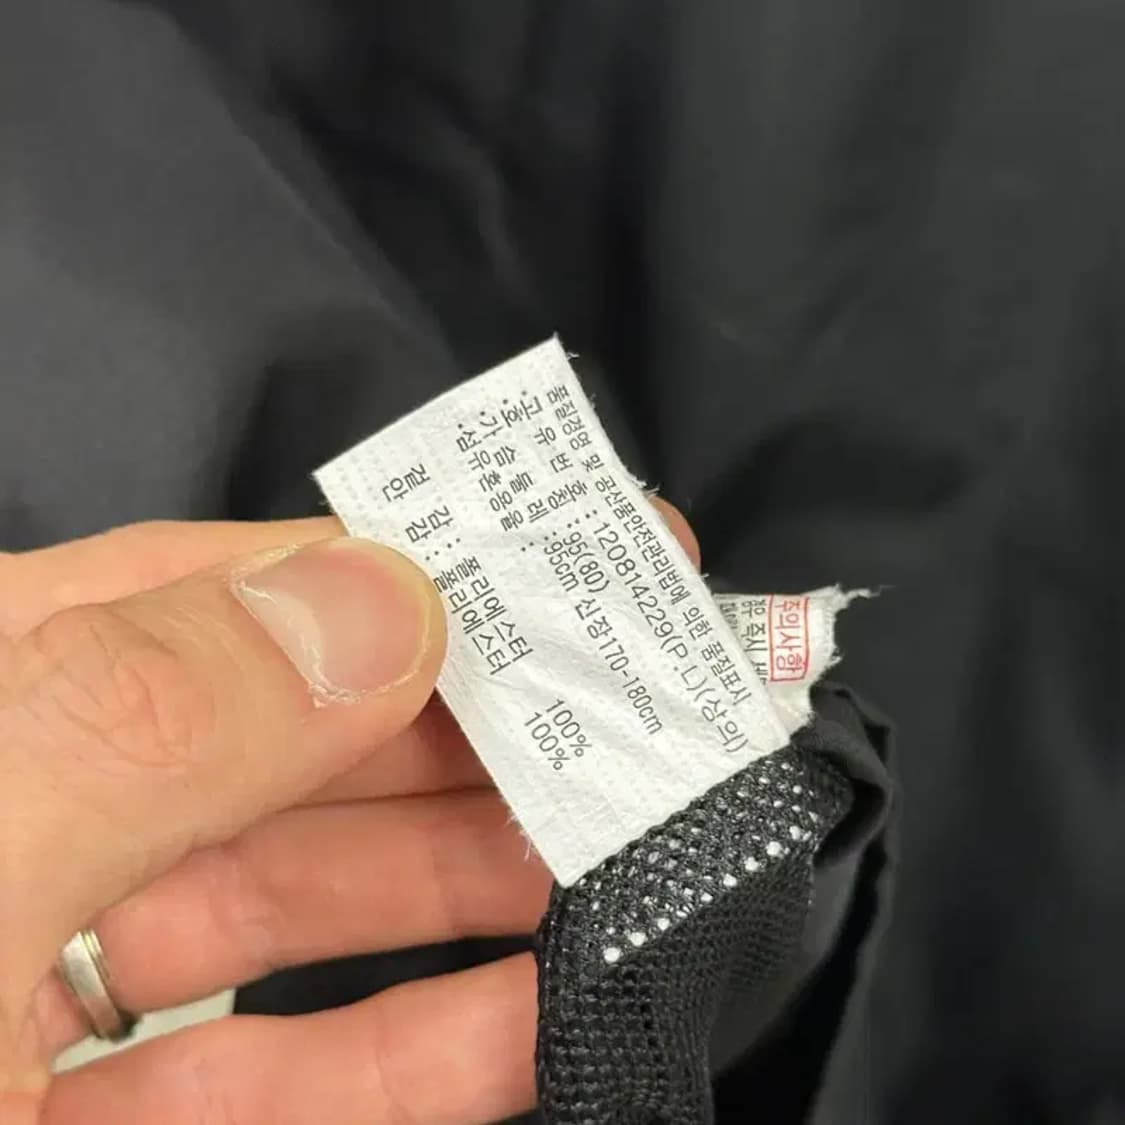 품질경영 및 공산품안전관리법에 의한 품질표시
·고 유 번 호 : 120814229(P.L)(상의)
·호 칭 : 95(80)
·가 슴 둘 레 : 95cm 신장170-180cm
·섬유혼용율 :
겉 감 : 폴리에스터 100%
안 감 : 폴리에스터 100%
주의사항
즉시